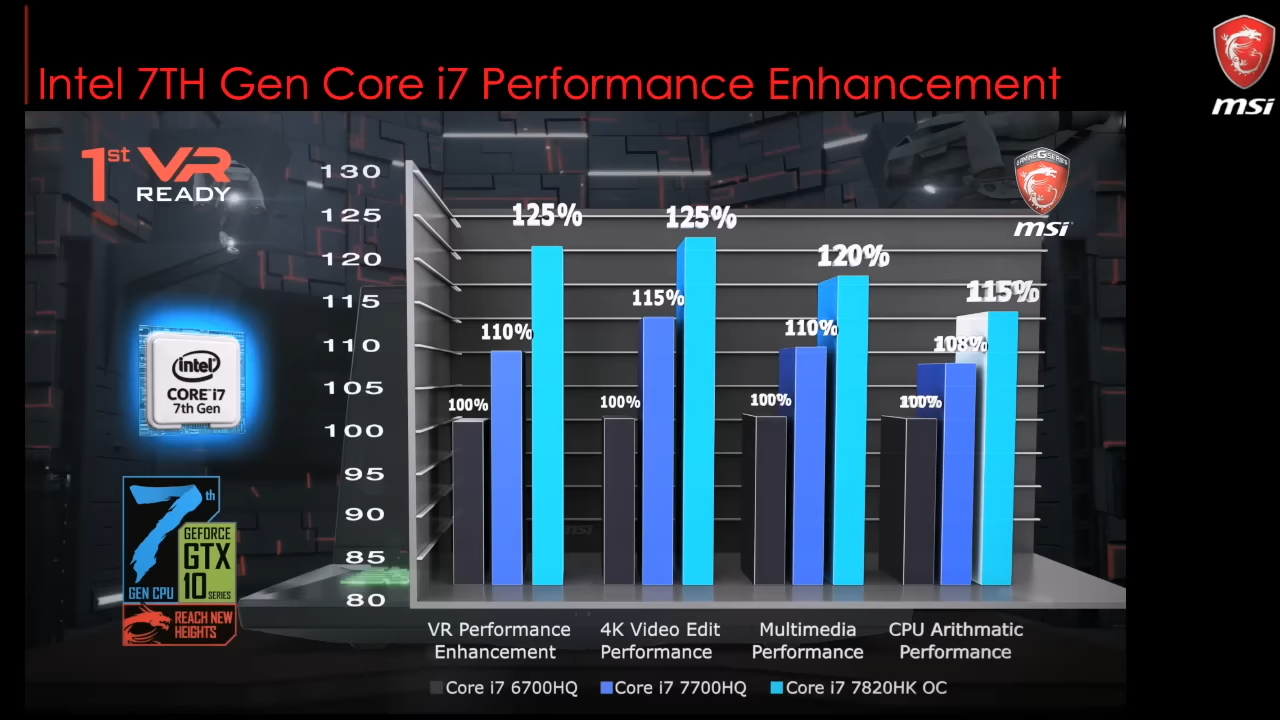 Intel 7TH Gen Core i7 Performance Enhancement
msi
1st VR
READY
GAMING G SERIES
msi
130
125
120
115
110
105
100
95
90
85
80
100%
110%
125%
100%
115%
125%
100%
110%
120%
100%
108%
115%
intel
CORE i7
7th Gen
7th
GEN CPU
GEFORCE
GTX
10
SERIES
REACH NEW
HEIGHTS
VR Performance
Enhancement
4K Video Edit
Performance
Multimedia
Performance
CPU Arithmatic
Performance
Core i7 6700HQ
Core i7 7700HQ
Core i7 7820HK OC